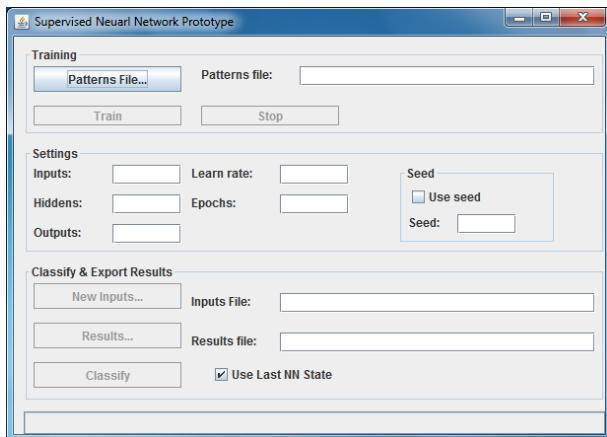 Supervised Neuarl Network Prototype
Training
Patterns File... Patterns file:
Train Stop
Settings
Inputs: Learn rate: Seed
Use seed
Hiddens: Epochs:
Outputs: Seed:
Classify & Export Results
New Inputs... Inputs File:
Results... Results file:
Classify Use Last NN State